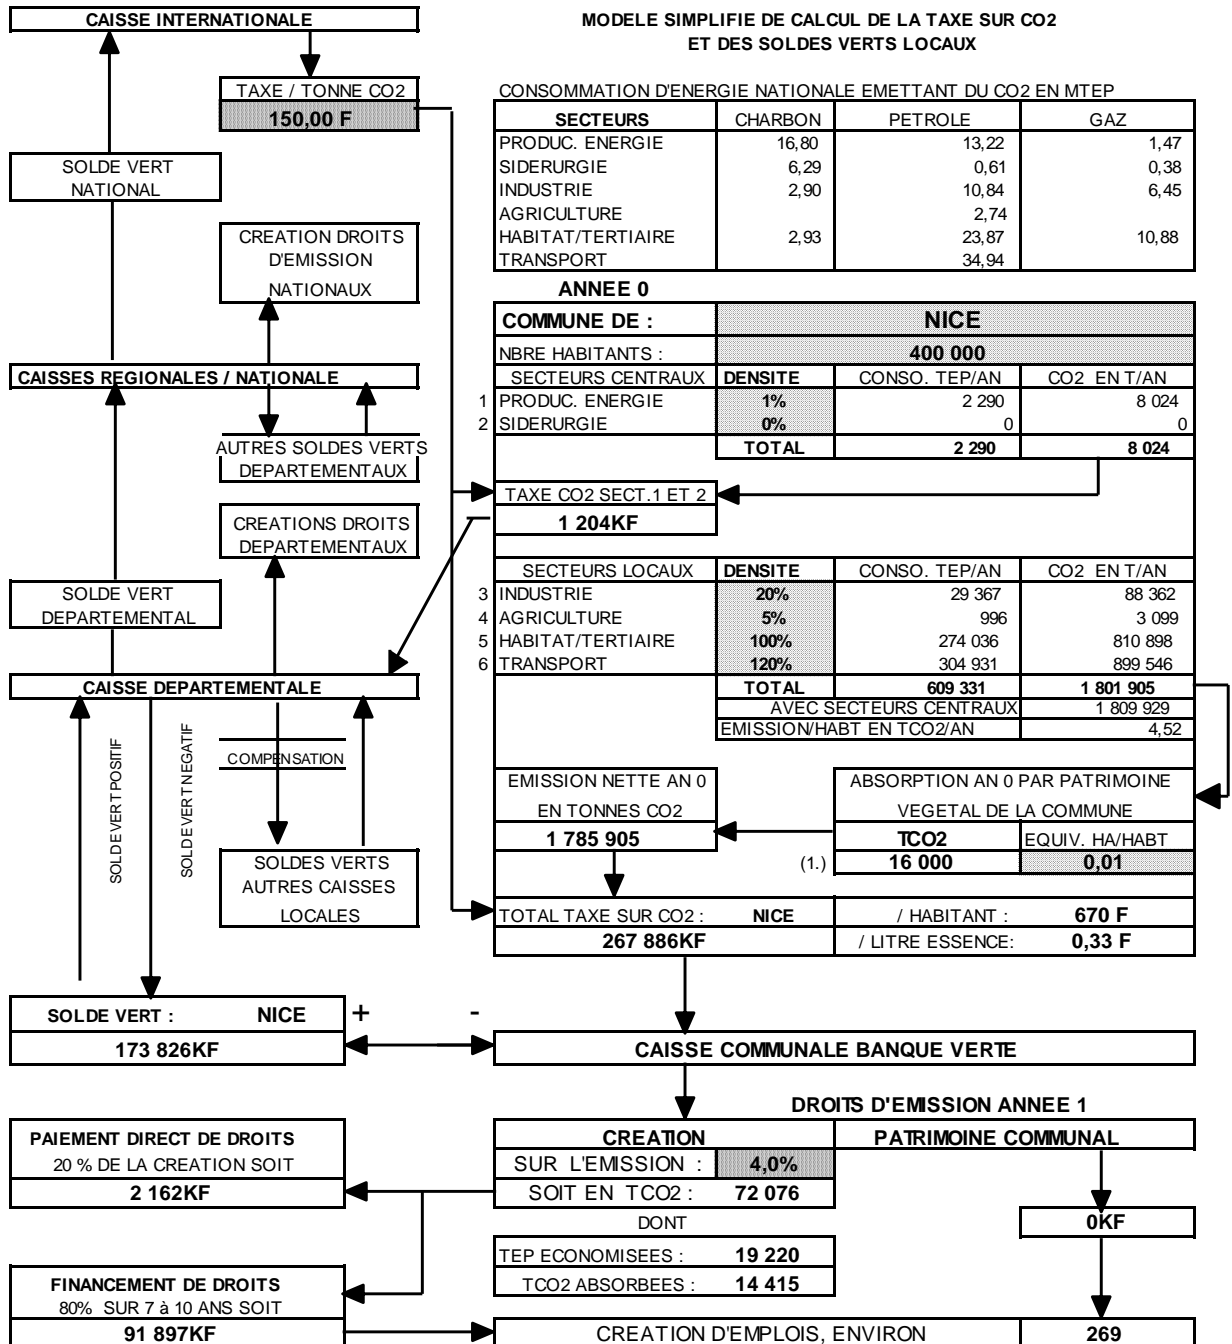 CAISSE INTERNATIONALE
MODELE SIMPLIFIE DE CALCUL DE LA TAXE SUR CO2
ET DES SOLDES VERTS LOCAUX
TAXE / TONNE CO2
150,00 F
CONSOMMATION D'ENERGIE NATIONALE EMETTANT DU CO2 EN MTEP
SECTEURS CHARBON PETROLE GAZ
PRODUC. ENERGIE 16,80 13,22 1,47
SIDERURGIE 6,29 0,61 0,38
INDUSTRIE 2,90 10,84 6,45
AGRICULTURE 2,74
HABITAT/TERTIAIRE 2,93 23,87 10,88
TRANSPORT 34,94
SOLDE VERT
NATIONAL
CREATION DROITS
D'EMISSION
NATIONAUX
ANNEE 0
COMMUNE DE : NICE
NBRE HABITANTS : 400 000
CAISSES REGIONALES / NATIONALE
SECTEURS CENTRAUX DENSITE CONSO. TEP/AN CO2 EN T/AN
1 PRODUC. ENERGIE 1% 2 290 8 024
2 SIDERURGIE 0% 0 0
TOTAL 2 290 8 024
AUTRES SOLDES VERTS
DEPARTEMENTAUX
TAXE CO2 SECT.1 ET 2
1 204KF
CREATIONS DROITS
DEPARTEMENTAUX
SECTEURS LOCAUX DENSITE CONSO. TEP/AN CO2 EN T/AN
3 INDUSTRIE 20% 29 367 88 362
4 AGRICULTURE 5% 996 3 099
5 HABITAT/TERTIAIRE 100% 274 036 810 898
6 TRANSPORT 120% 304 931 899 546
TOTAL 609 331 1 801 905
AVEC SECTEURS CENTRAUX 1 809 929
EMISSION/HABT EN TCO2/AN 4,52
SOLDE VERT
DEPARTEMENTAL
CAISSE DEPARTEMENTALE
SOLDE VERT POSITIF
SOLDE VERT NEGATIF
COMPENSATION
SOLDES VERTS
AUTRES CAISSES
LOCALES
EMISSION NETTE AN 0
EN TONNES CO2
1 785 905
ABSORPTION AN 0 PAR PATRIMOINE
VEGETAL DE LA COMMUNE
TCO2 EQUIV. HA/HABT
(1.) 16 000 0,01
TOTAL TAXE SUR CO2 : NICE / HABITANT : 670 F
267 886KF / LITRE ESSENCE: 0,33 F
SOLDE VERT : NICE + -
173 826KF
CAISSE COMMUNALE BANQUE VERTE
DROITS D'EMISSION ANNEE 1
PAIEMENT DIRECT DE DROITS
20 % DE LA CREATION SOIT
2 162KF
CREATION PATRIMOINE COMMUNAL
SUR L'EMISSION : 4,0%
SOIT EN TCO2 : 72 076
DONT
0KF
TEP ECONOMISEES : 19 220
TCO2 ABSORBEES : 14 415
FINANCEMENT DE DROITS
80% SUR 7 à 10 ANS SOIT
91 897KF
CREATION D'EMPLOIS, ENVIRON 269